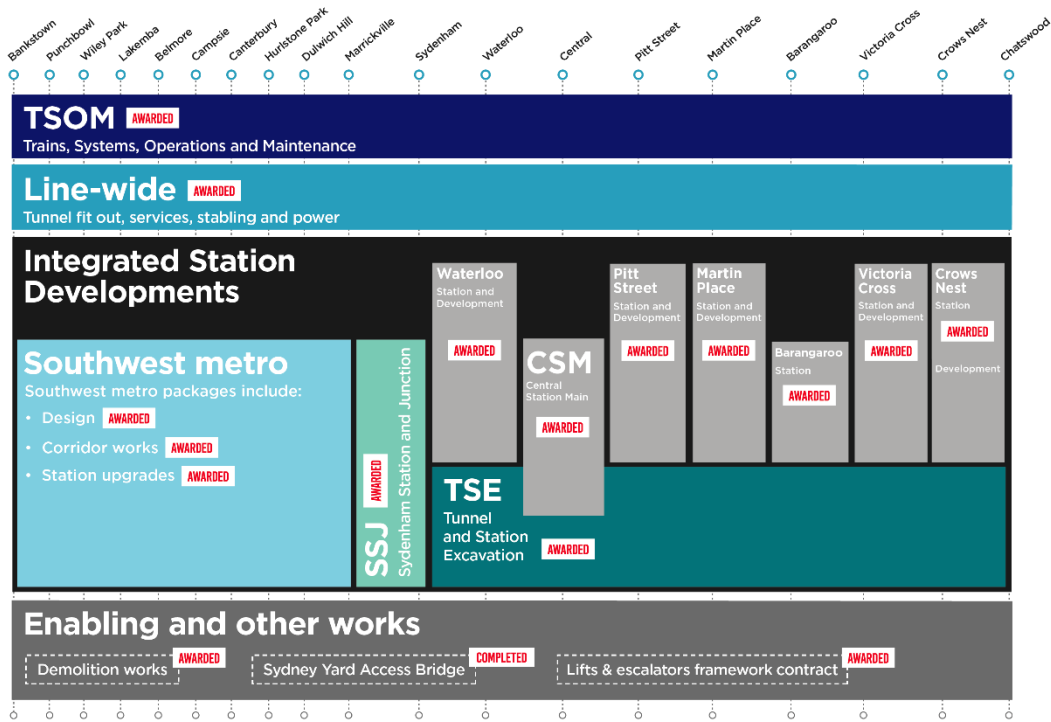 Bankstown
Punchbowl
Wiley Park
Lakemba
Belmore
Campsie
Canterbury
Hurlstone Park
Dulwich Hill
Marrickville
Sydenham
Waterloo
Central
Pitt Street
Martin Place
Barangaroo
Victoria Cross
Crows Nest
Chatswood
TSOM AWARDED
Trains, Systems, Operations and Maintenance
Line-wide AWARDED
Tunnel fit out, services, stabling and power
Integrated Station
Developments
Southwest metro
Southwest metro packages include:
• Design AWARDED
• Corridor works AWARDED
• Station upgrades AWARDED
SSJ AWARDED
Sydenham Station and Junction
Waterloo
Station and
Development
AWARDED
CSM
Central
Station Main
AWARDED
Pitt
Street
Station and
Development
AWARDED
Martin
Place
Station and
Development
AWARDED
Barangaroo
Station
AWARDED
Victoria
Cross
Station and
Development
AWARDED
Crows
Nest
Station
AWARDED
Development
TSE
Tunnel
and Station
Excavation AWARDED
Enabling and other works
Demolition works AWARDED
Sydney Yard Access Bridge COMPLETED
Lifts & escalators framework contract AWARDED